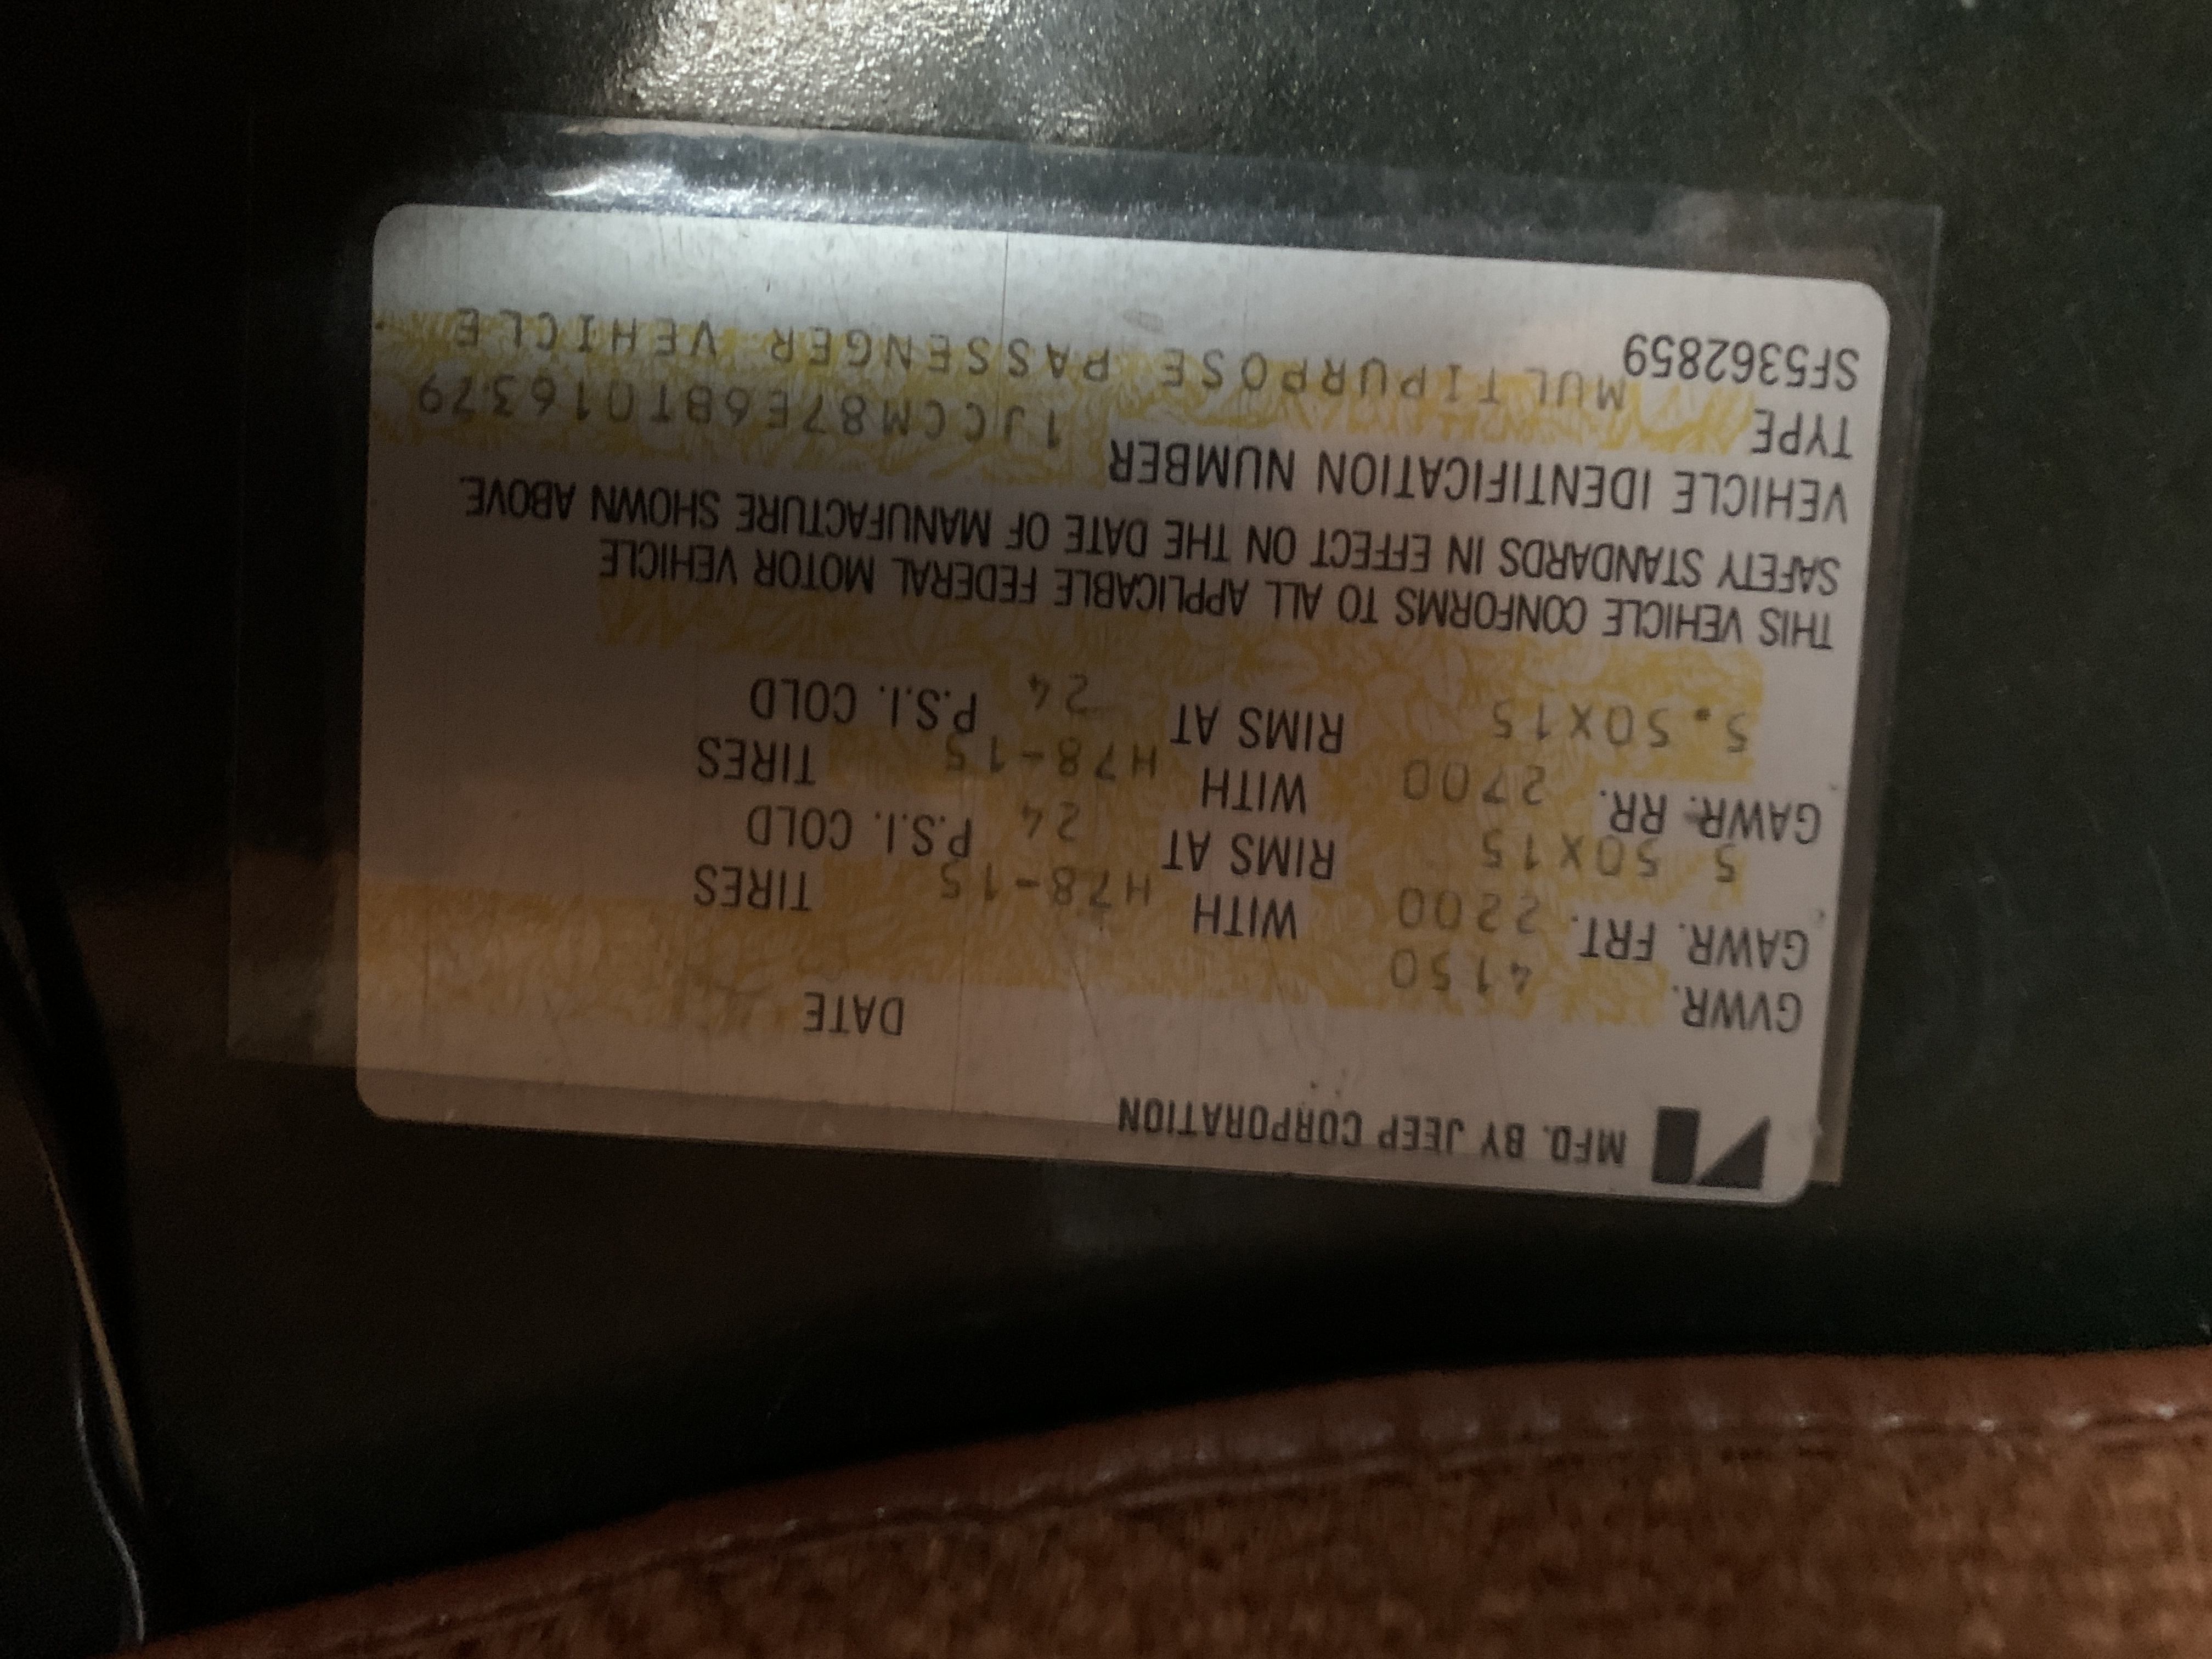 MFD. BY JEEP CORPORATION
DATE
GVWR. 4150
GAWR. FRT. 2200 WITH H78-15 TIRES
5 50X15 RIMS AT 24 P.S.I. COLD
GAWR. RR. 2700 WITH H78-15 TIRES
5.50X15 RIMS AT 24 P.S.I. COLD
THIS VEHICLE CONFORMS TO ALL APPLICABLE FEDERAL MOTOR VEHICLE
SAFETY STANDARDS IN EFFECT ON THE DATE OF MANUFACTURE SHOWN ABOVE.
VEHICLE IDENTIFICATION NUMBER 1JCCM87E6BT016379
TYPE MULTIPURPOSE PASSENGER VEHICLE
SF5362859